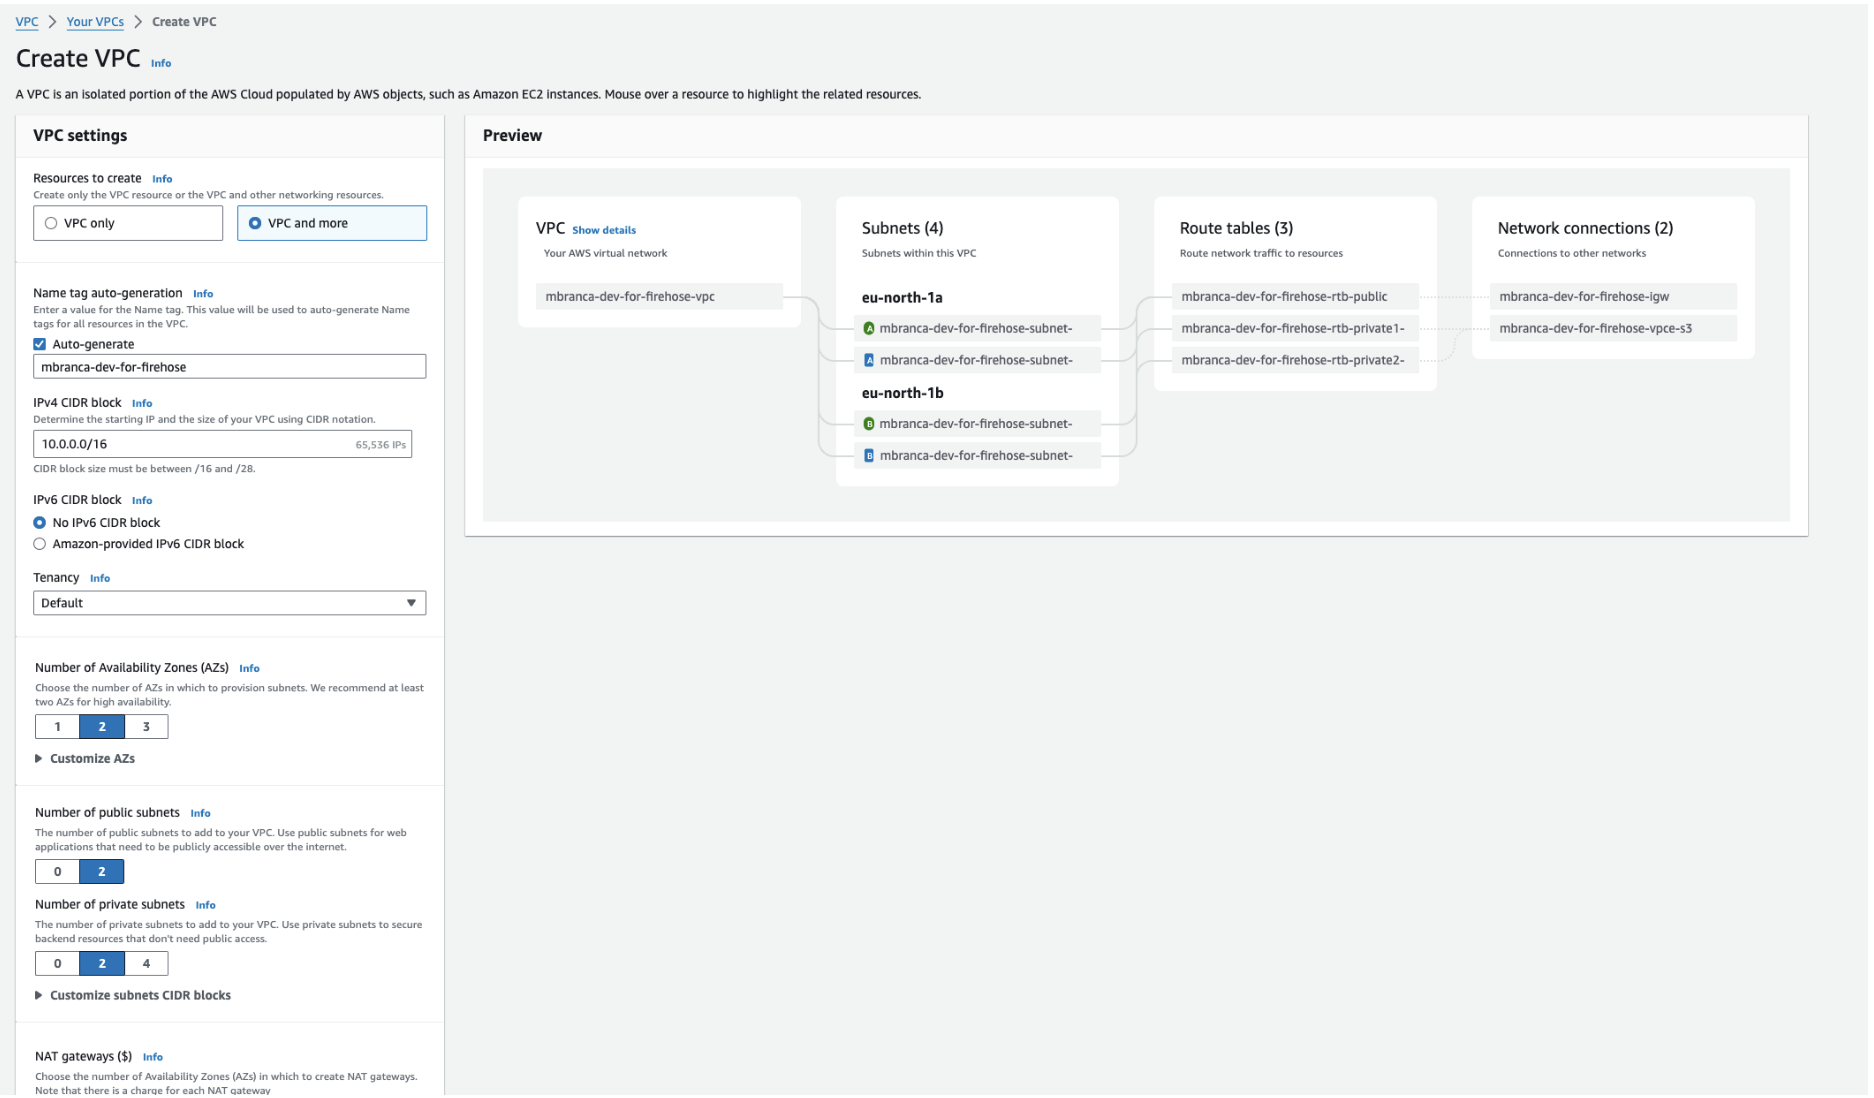 VPC > Your VPCs > Create VPC
Create VPC Info
A VPC is an isolated portion of the AWS Cloud populated by AWS objects, such as Amazon EC2 instances. Mouse over a resource to highlight the related resources.
VPC settings
Resources to create Info
Create only the VPC resource or the VPC and other networking resources.
VPC only
VPC and more
Name tag auto-generation Info
Enter a value for the Name tag. This value will be used to auto-generate Name
tags for all resources in the VPC.
Auto-generate
mbranca-dev-for-firehose
IPv4 CIDR block Info
Determine the starting IP and the size of your VPC using CIDR notation.
10.0.0.0/16 65,536 IPs
CIDR block size must be between /16 and /28.
IPv6 CIDR block Info
No IPv6 CIDR block
Amazon-provided IPv6 CIDR block
Tenancy Info
Default
Number of Availability Zones (AZs) Info
Choose the number of AZs in which to provision subnets. We recommend at least
two AZs for high availability.
1 2 3
Customize AZs
Number of public subnets Info
The number of public subnets to add to your VPC. Use public subnets for web
applications that need to be publicly accessible over the internet.
0 2
Number of private subnets Info
The number of private subnets to add to your VPC. Use private subnets to secure
backend resources that don't need public access.
0 2 4
Customize subnets CIDR blocks
NAT gateways ($) Info
Choose the number of Availability Zones (AZs) in which to create NAT gateways.
Note that there is a charge for each NAT gateway
Preview
VPC Show details
Your AWS virtual network
mbranca-dev-for-firehose-vpc
Subnets (4)
Subnets within this VPC
eu-north-1a
A mbranca-dev-for-firehose-subnet-
A mbranca-dev-for-firehose-subnet-
eu-north-1b
B mbranca-dev-for-firehose-subnet-
B mbranca-dev-for-firehose-subnet-
Route tables (3)
Route network traffic to resources
mbranca-dev-for-firehose-rtb-public
mbranca-dev-for-firehose-rtb-private1-
mbranca-dev-for-firehose-rtb-private2-
Network connections (2)
Connections to other networks
mbranca-dev-for-firehose-igw
mbranca-dev-for-firehose-vpce-s3